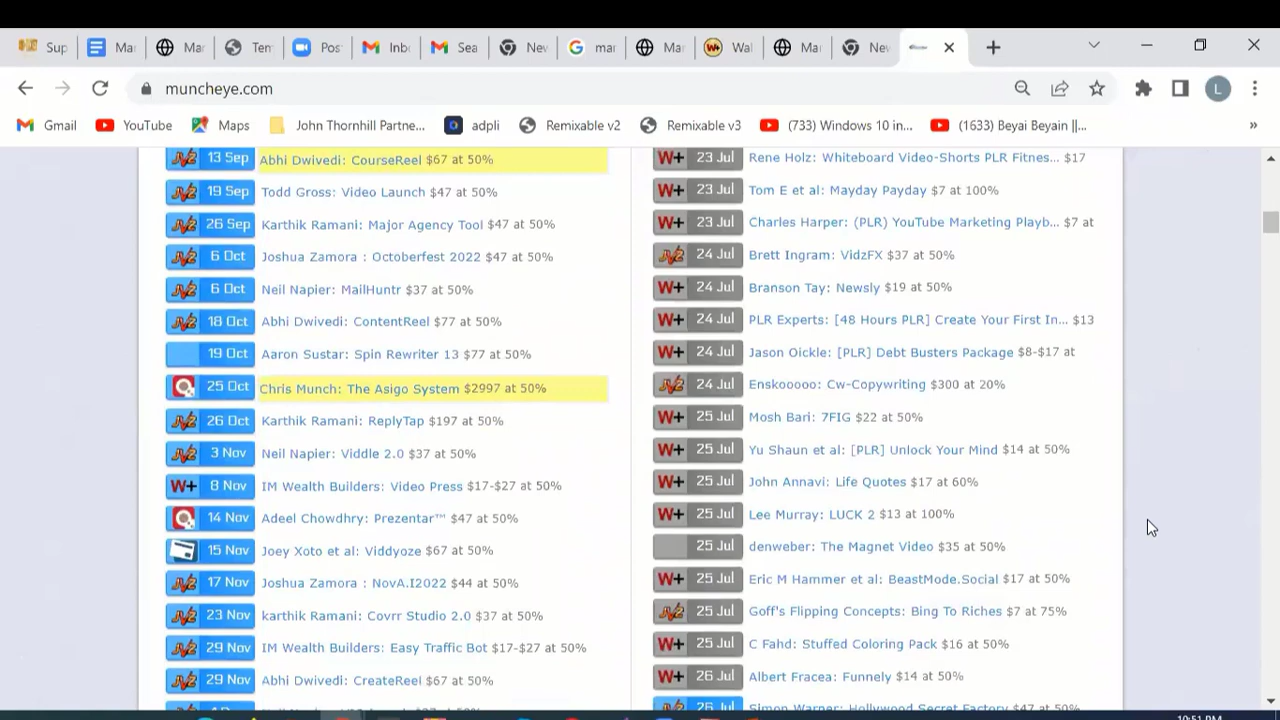 Sup
Ma
Ma
Ten
Pos
Inb
Sea
Nev
mar
Ma
Wal
Ma
Nev
muncheye.com
L
Gmail
YouTube
Maps
John Thornhill Partne...
adpli
Remixable v2
Remixable v3
(733) Windows 10 in...
(1633) Beyai Beyain ||...
»
13 Sep Abhi Dwivedi: CourseReel $67 at 50%
19 Sep Todd Gross: Video Launch $47 at 50%
26 Sep Karthik Ramani: Major Agency Tool $47 at 50%
6 Oct Joshua Zamora : Octoberfest 2022 $47 at 50%
6 Oct Neil Napier: MailHuntr $37 at 50%
18 Oct Abhi Dwivedi: ContentReel $77 at 50%
19 Oct Aaron Sustar: Spin Rewriter 13 $77 at 50%
25 Oct Chris Munch: The Asigo System $2997 at 50%
26 Oct Karthik Ramani: ReplyTap $197 at 50%
3 Nov Neil Napier: Viddle 2.0 $37 at 50%
W+ 8 Nov IM Wealth Builders: Video Press $17-$27 at 50%
14 Nov Adeel Chowdhry: Prezentar™ $47 at 50%
15 Nov Joey Xoto et al: Viddyoze $67 at 50%
17 Nov Joshua Zamora : NovA.I2022 $44 at 50%
23 Nov karthik Ramani: Covrr Studio 2.0 $37 at 50%
29 Nov IM Wealth Builders: Easy Traffic Bot $17-$27 at 50%
29 Nov Abhi Dwivedi: CreateReel $67 at 50%
W+ 23 Jul Rene Holz: Whiteboard Video-Shorts PLR Fitnes... $17
W+ 23 Jul Tom E et al: Mayday Payday $7 at 100%
W+ 23 Jul Charles Harper: (PLR) YouTube Marketing Playb... $7 at
24 Jul Brett Ingram: VidzFX $37 at 50%
W+ 24 Jul Branson Tay: Newsly $19 at 50%
W+ 24 Jul PLR Experts: [48 Hours PLR] Create Your First In... $13
W+ 24 Jul Jason Oickle: [PLR] Debt Busters Package $8-$17 at
24 Jul Enskooooo: Cw-Copywriting $300 at 20%
W+ 25 Jul Mosh Bari: 7FIG $22 at 50%
W+ 25 Jul Yu Shaun et al: [PLR] Unlock Your Mind $14 at 50%
W+ 25 Jul John Annavi: Life Quotes $17 at 60%
W+ 25 Jul Lee Murray: LUCK 2 $13 at 100%
25 Jul denweber: The Magnet Video $35 at 50%
W+ 25 Jul Eric M Hammer et al: BeastMode.Social $17 at 50%
25 Jul Goff's Flipping Concepts: Bing To Riches $7 at 75%
W+ 25 Jul C Fahd: Stuffed Coloring Pack $16 at 50%
W+ 26 Jul Albert Fracea: Funnely $14 at 50%
26 Jul Simon Warner: Hollywood Secret Factory $47 at 50%
10:51 PM